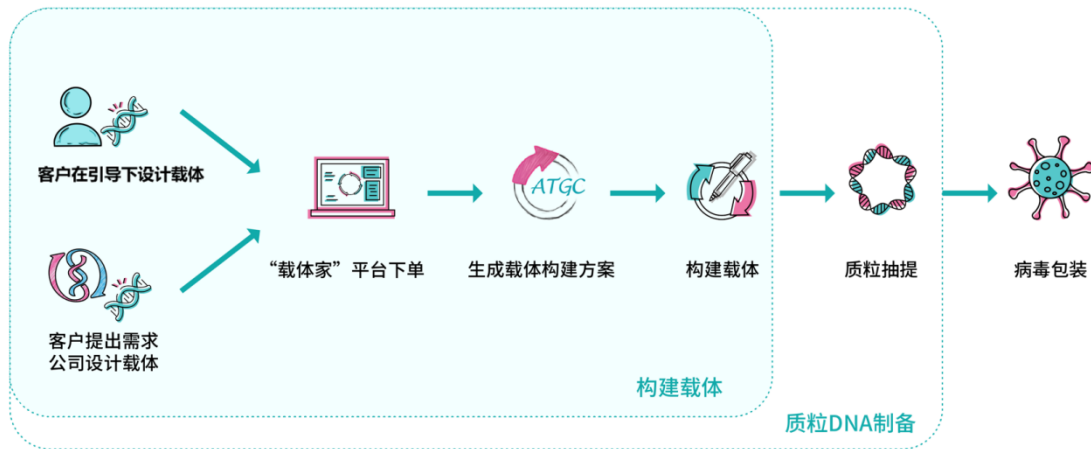 客户在引导下设计载体
客户提出需求
公司设计载体
“载体家”平台下单
ATGC
生成载体构建方案
构建载体
质粒抽提
病毒包装
构建载体
质粒DNA制备